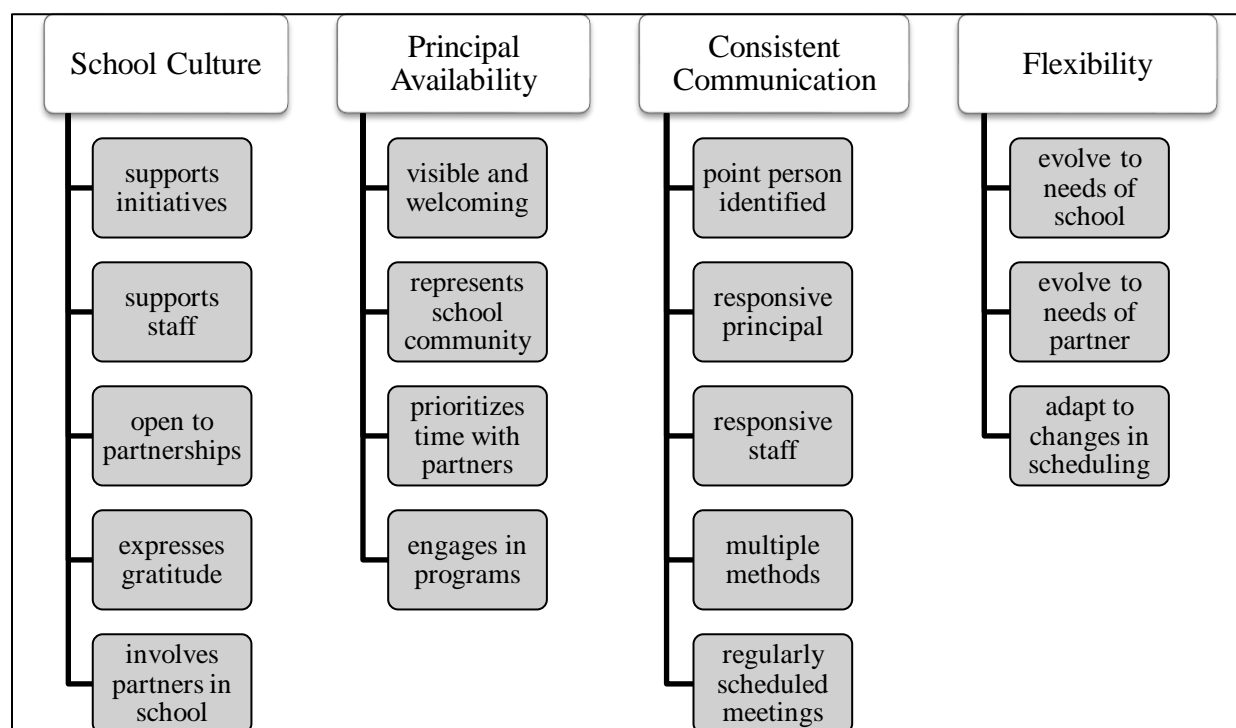 School Culture
supports
initiatives
supports
staff
open to
partnerships
expresses
gratitude
involves
partners in
school
Principal
Availability
visible and
welcoming
represents
school
community
prioritizes
time with
partners
engages in
programs
Consistent
Communication
point person
identified
responsive
principal
responsive
staff
multiple
methods
regularly
scheduled
meetings
Flexibility
evolve to
needs of
school
evolve to
needs of
partner
adapt to
changes in
scheduling